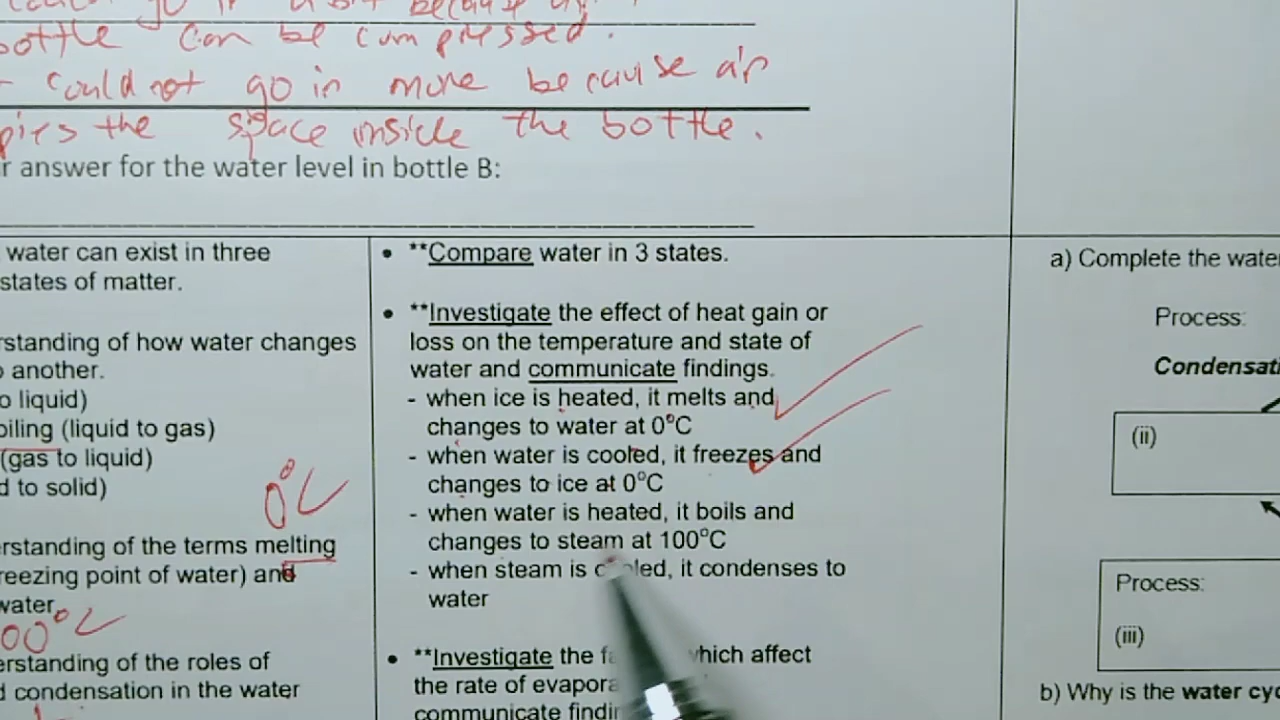 bottle can be compressed.
could not go in more because air
pies the space inside the bottle.
r answer for the water level in bottle B:
water can exist in three
states of matter.
rstanding of how water changes
o another.
o liquid)
oiling (liquid to gas)
(gas to liquid)
d to solid)
0°C
erstanding of the terms melting
reezing point of water) and
water
00°C
erstanding of the roles of
d condensation in the water
• **Compare water in 3 states.
• **Investigate the effect of heat gain or
loss on the temperature and state of
water and communicate findings.
- when ice is heated, it melts and
changes to water at 0°C
- when water is cooled, it freezes and
changes to ice at 0°C
- when water is heated, it boils and
changes to steam at 100°C
- when steam is cooled, it condenses to
water
• **Investigate the fa which affect
the rate of evapora
communicate findin
a) Complete the water
Process:
Condensati
(ii)
Process:
(iii)
b) Why is the water cyc